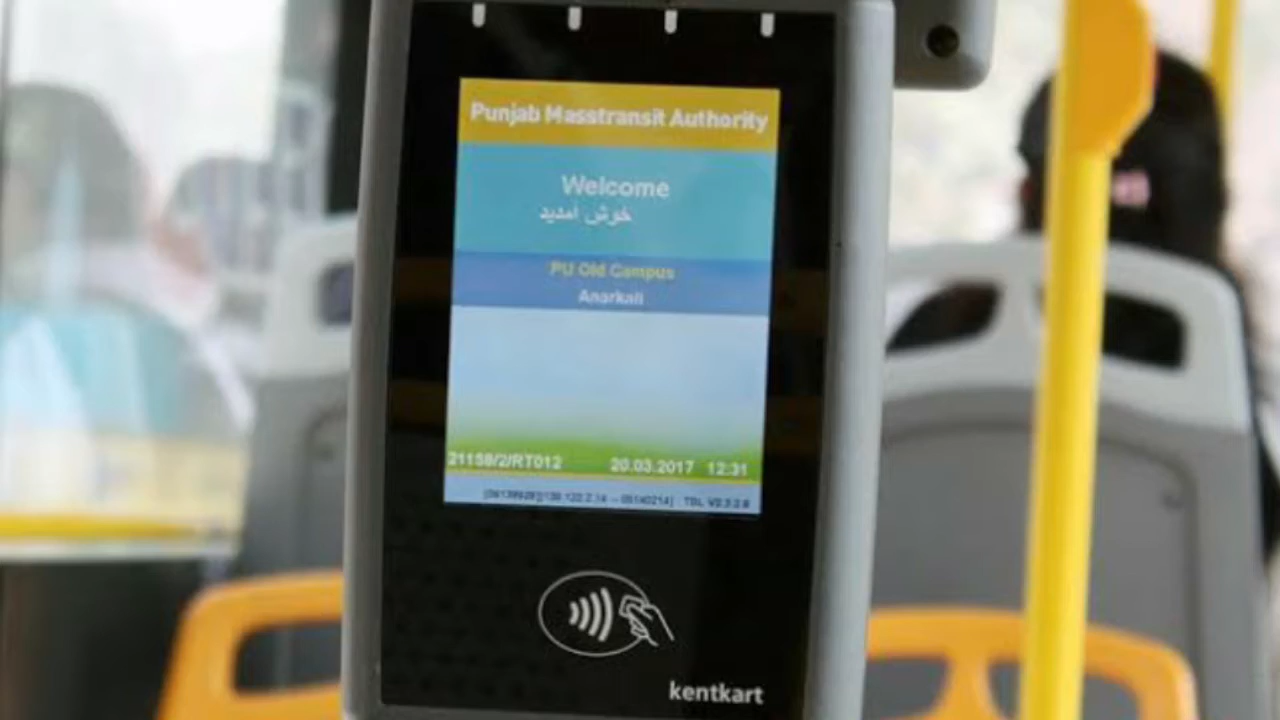 Punjab Masstransit Authority
Welcome
خوش آمدید
PU Old Campus
Anarkali
21158/2/RT012 20.03.2017 12:31
kentkart